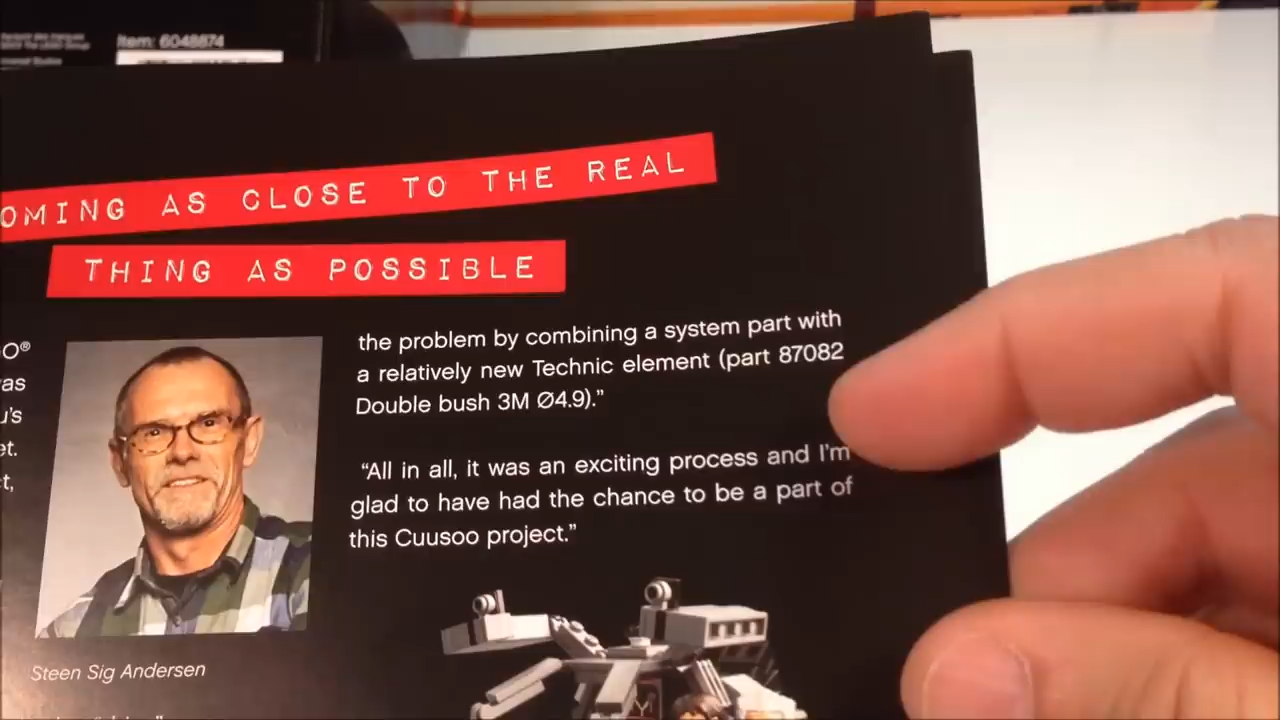 Item: 6048874
OMING AS CLOSE TO THE REAL
THING AS POSSIBLE
O®
as
u's
et.
t,
the problem by combining a system part with
a relatively new Technic element (part 87082
Double bush 3M Ø4.9)."
"All in all, it was an exciting process and I'm
glad to have had the chance to be a part of
this Cuusoo project."
Steen Sig Andersen